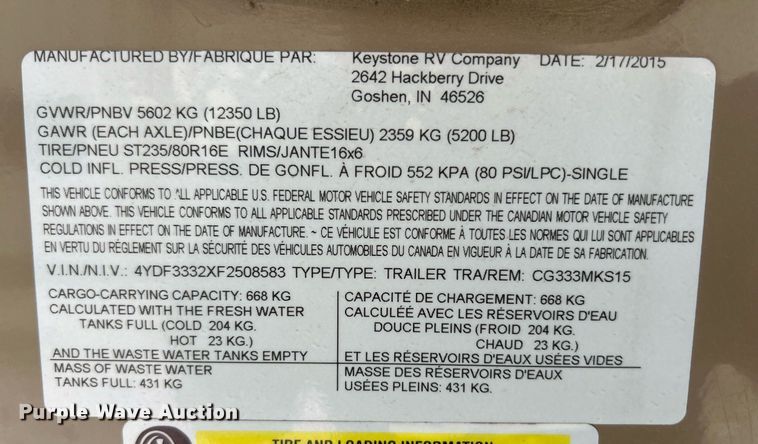 MANUFACTURED BY/FABRIQUE PAR: Keystone RV Company DATE: 2/17/2015
2642 Hackberry Drive
Goshen, IN 46526
GVWR/PNBV 5602 KG (12350 LB)
GAWR (EACH AXLE)/PNBE(CHAQUE ESSIEU) 2359 KG (5200 LB)
TIRE/PNEU ST235/80R16E RIMS/JANTE16x6
COLD INFL. PRESS/PRESS. DE GONFL. À FROID 552 KPA (80 PSI/LPC)-SINGLE
THIS VEHICLE CONFORMS TO ALL APPLICABLE U.S. FEDERAL MOTOR VEHICLE SAFETY STANDARDS IN EFFECT ON THE DATE OF MANUFACTURE
SHOWN ABOVE. THIS VEHICLE CONFORMS TO ALL APPLICABLE STANDARDS PRESCRIBED UNDER THE CANADIAN MOTOR VEHICLE SAFETY
REGULATIONS IN EFFECT ON THE DATE OF MANUFACTURE. ~ CE VÉHICULE EST CONFORME À TOUTES LES NORMES QUI LUI SONT APPLICABLES
EN VERTU DU RÈGLEMENT SUR LA SÉCURITÉ DES VÉHICULES AUTOMOBILES DU CANADA EN VIGUEUR À LA DATE DE SA FABRICATION.
V.I.N./N.I.V.: 4YDF3332XF2508583 TYPE/TYPE: TRAILER TRA/REM: CG333MKS15
CARGO-CARRYING CAPACITY: 668 KG
CALCULATED WITH THE FRESH WATER
TANKS FULL (COLD 204 KG.
HOT 23 KG.)
AND THE WASTE WATER TANKS EMPTY
MASS OF WASTE WATER
TANKS FULL: 431 KG
CAPACITÉ DE CHARGEMENT: 668 KG
CALCULÉE AVEC LES RÉSERVOIRS D'EAU
DOUCE PLEINS (FROID 204 KG.
CHAUD 23 KG.)
ET LES RÉSERVOIRS D'EAUX USÉES VIDES
MASSE DES RÉSERVOIRS D'EAUX
USÉES PLEINS: 431 KG.
Purple Wave Auction
TIRE AND LOADING INFORMATION